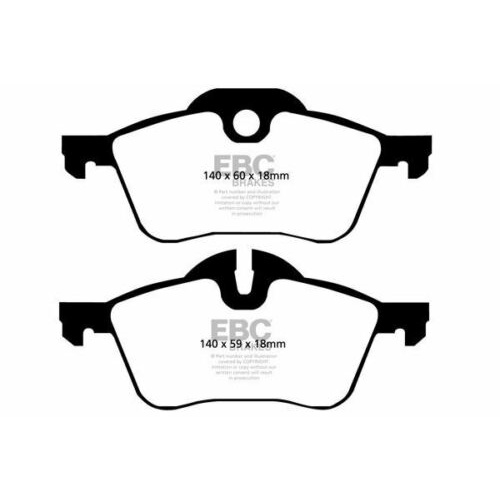 EBC
140 x 60 x 18mm
BRAKES
® Part number and illustration
covered by COPYRIGHT.
Imitation or copy without our
written consent will result
in prosecution
EBC
140 x 59 x 18mm
BRAKES
® Part number and illustration
covered by COPYRIGHT.
Imitation or copy without our
written consent will result
in prosecution